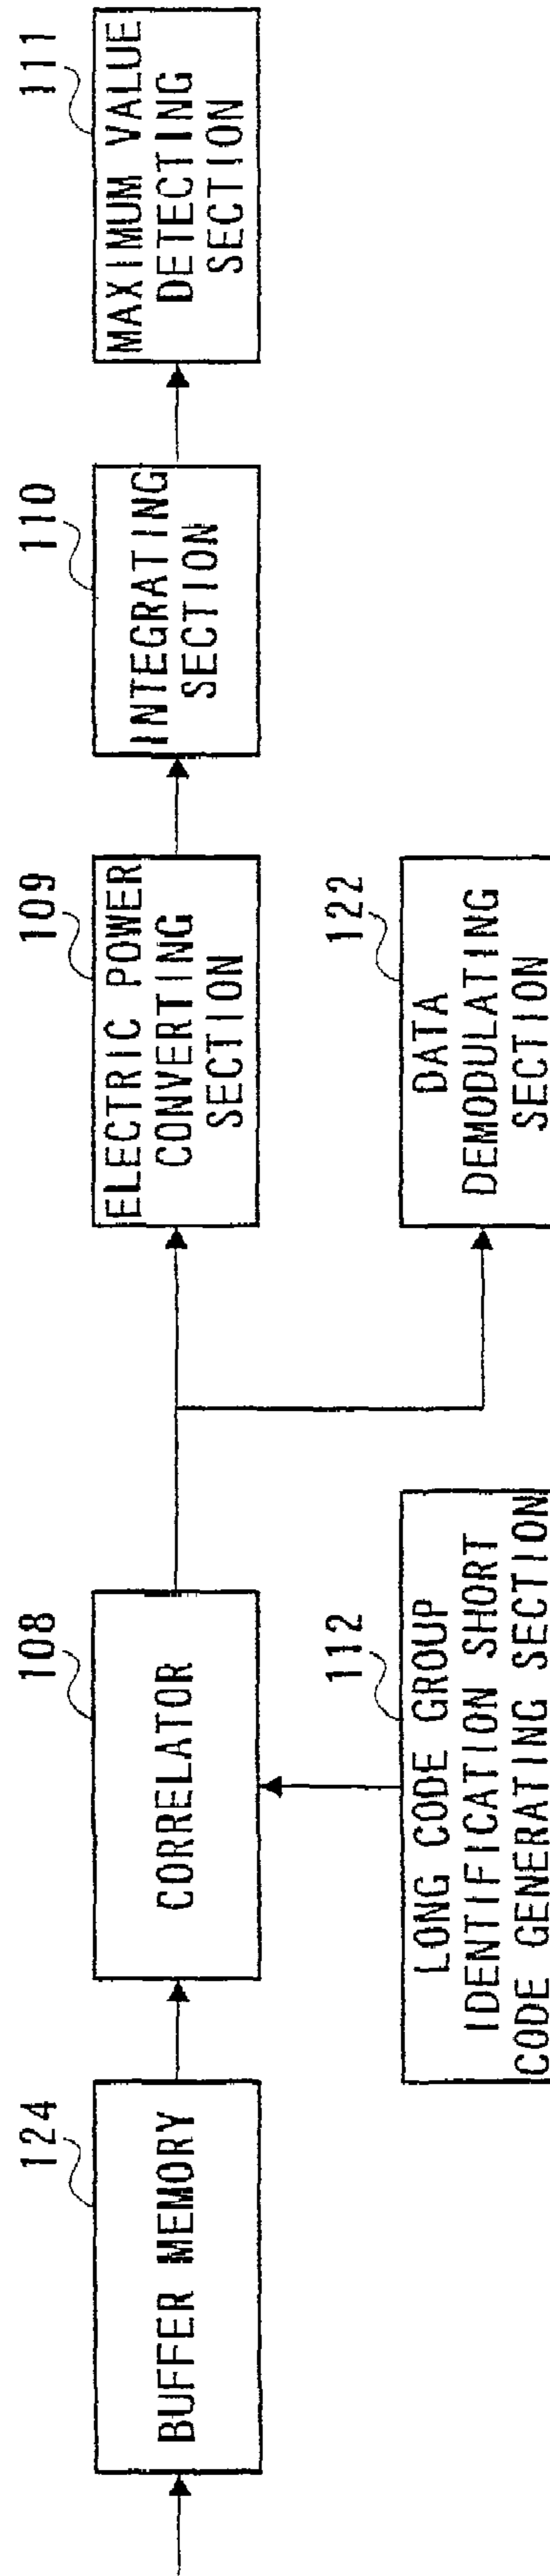 124
BUFFER MEMORY
108
CORRELATOR
112
LONG CODE GROUP
IDENTIFICATION SHORT
CODE GENERATING SECTION
109
ELECTRIC POWER
CONVERTING
SECTION
122
DATA
DEMODULATING
SECTION
110
INTEGRATING
SECTION
111
MAXIMUM VALUE
DETECTING
SECTION